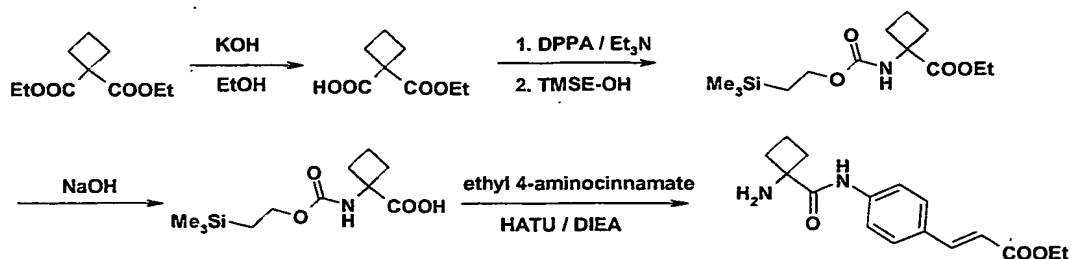 KOH
EtOH
EtOOC COOEt
HOOC COOEt
1. DPPA / Et3N
2. TMSE-OH
Me3Si O O H N COOEt
NaOH
Me3Si O O H N COOH
ethyl 4-aminocinnamate
HATU / DIEA
H2N O H N COOEt